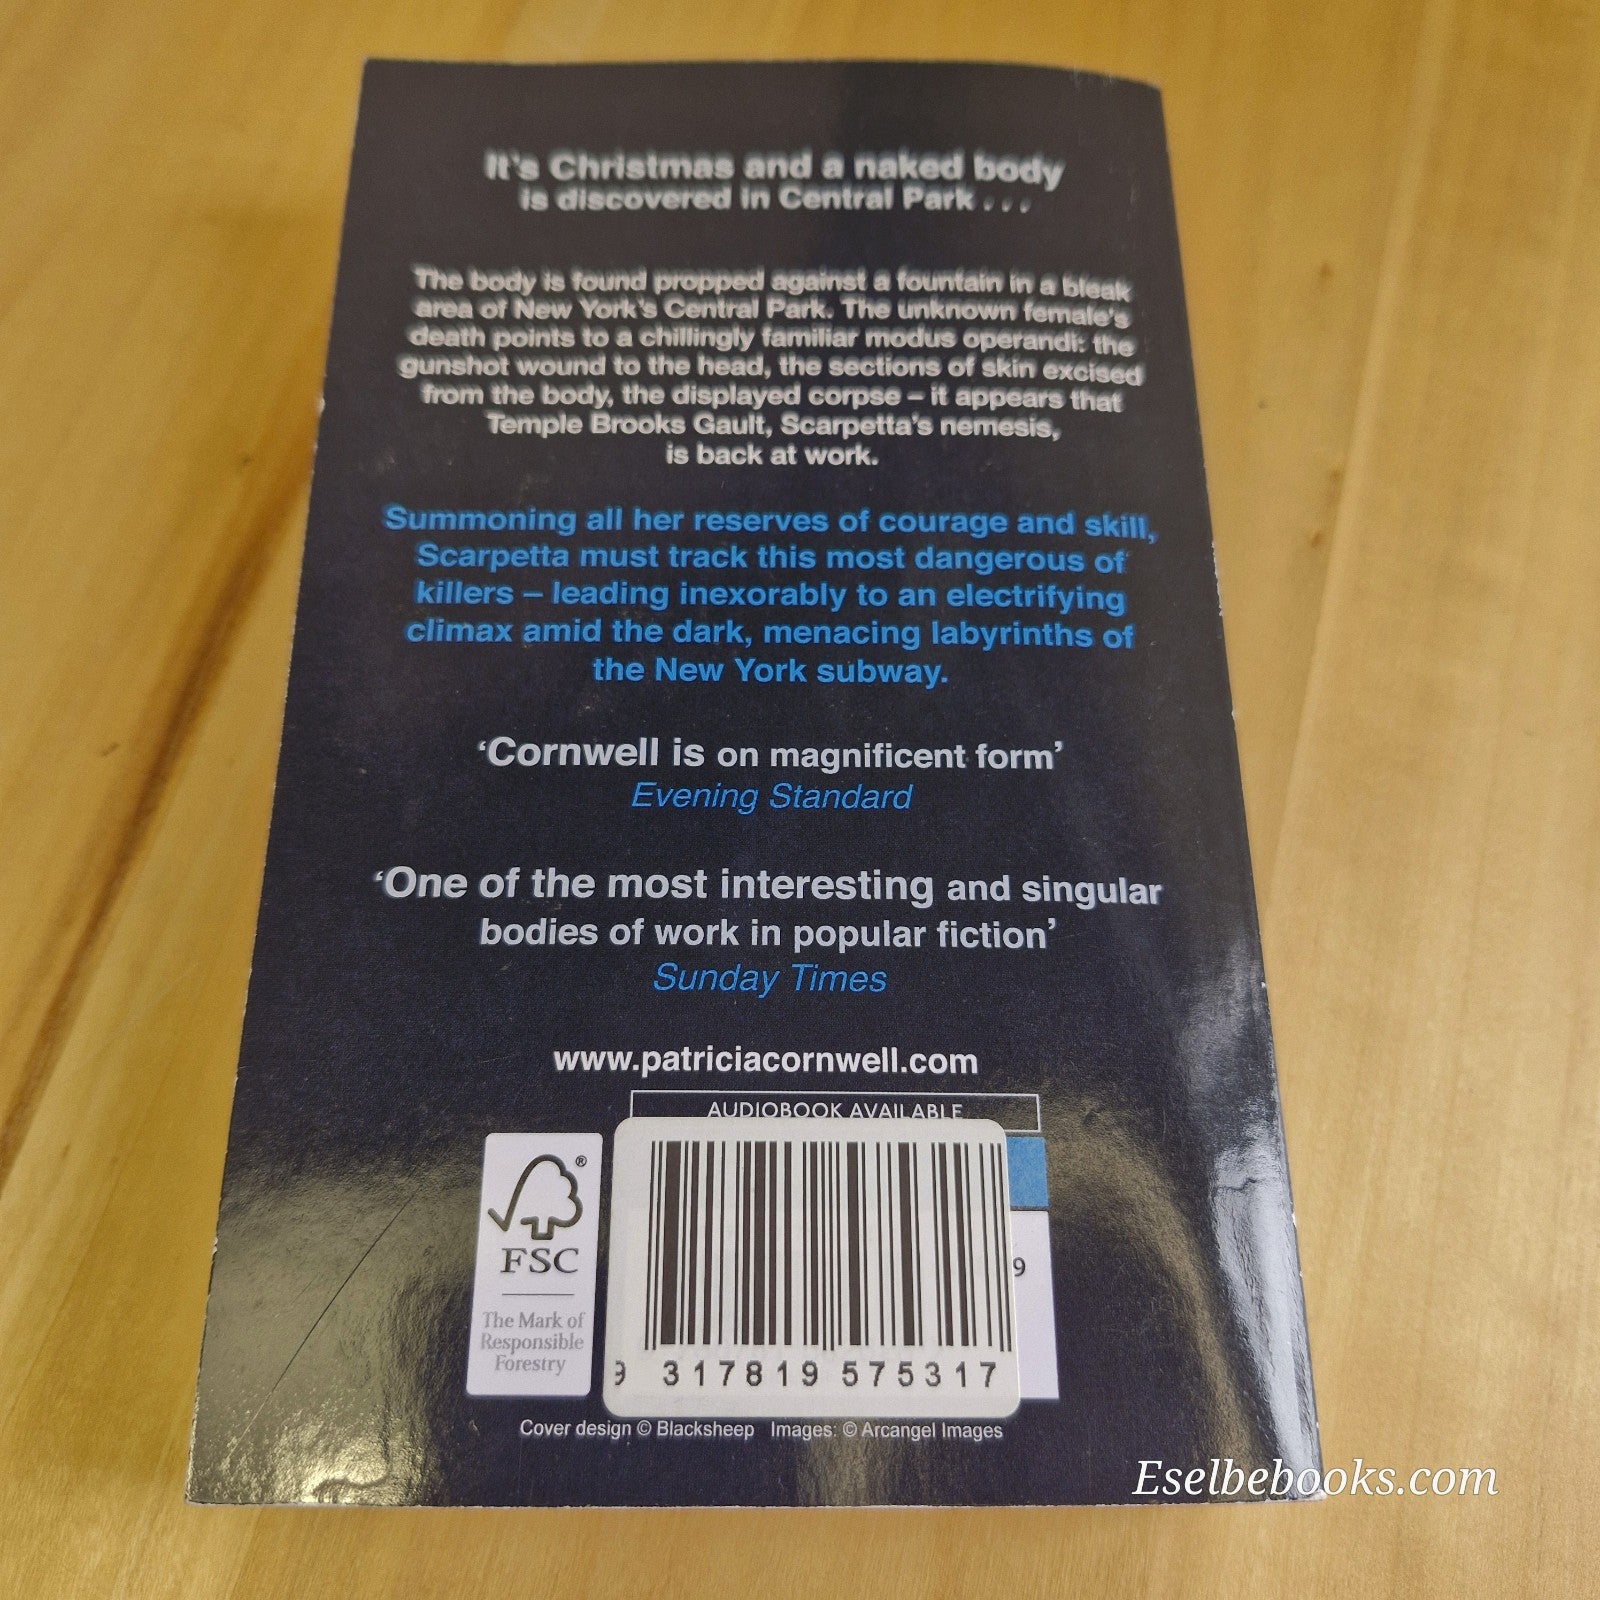 It's Christmas and a naked body
is discovered in Central Park . . .
The body is found propped against a fountain in a bleak
area of New York's Central Park. The unknown female's
death points to a chillingly familiar modus operandi: the
gunshot wound to the head, the sections of skin excised
from the body, the displayed corpse – it appears that
Temple Brooks Gault, Scarpetta's nemesis,
is back at work.
Summoning all her reserves of courage and skill,
Scarpetta must track this most dangerous of
killers – leading inexorably to an electrifying
climax amid the dark, menacing labyrinths of
the New York subway.
‘Cornwell is on magnificent form’
Evening Standard
‘One of the most interesting and singular
bodies of work in popular fiction’
Sunday Times
www.patriciacornwell.com
AUDIOBOOK AVAILABLE
®
FSC
The Mark of
Responsible
Forestry
9
9 317819 575317
Cover design © Blacksheep Images: © Arcangel Images
Eselbebooks.com